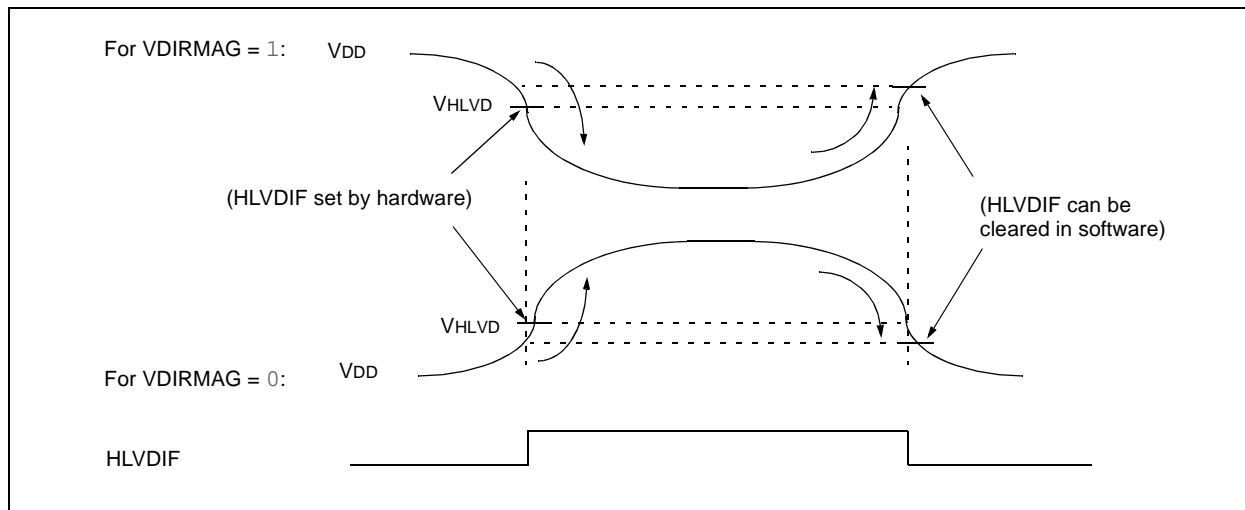 For VDIRMAG = 1: VDD
VHLVD
(HLVDIF set by hardware)
(HLVDIF can be
cleared in software)
VHLVD
For VDIRMAG = 0: VDD
HLVDIF